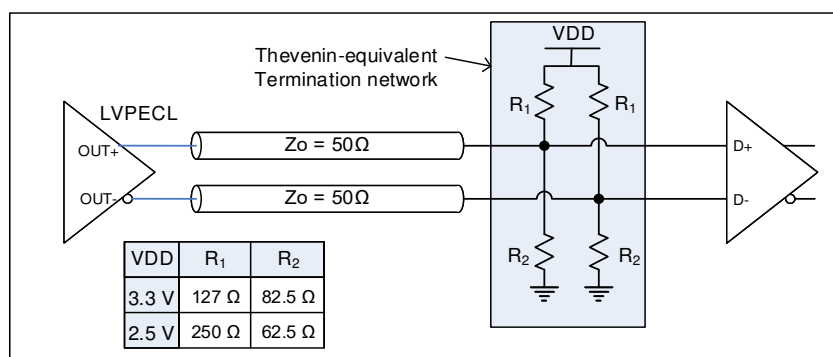 VDD
Thevenin-equivalent
Termination network
R1 R1
LVPECL
OUT+ Zo = 50Ω D+
OUT- Zo = 50Ω D-
R2 R2
VDD R1 R2
3.3 V 127 Ω 82.5 Ω
2.5 V 250 Ω 62.5 Ω